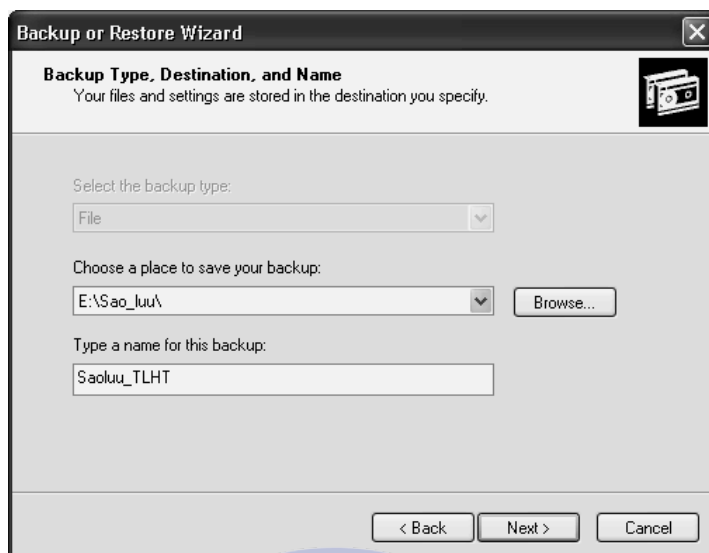 Backup or Restore Wizard
Backup Type, Destination, and Name
Your files and settings are stored in the destination you specify.
Select the backup type:
File
Choose a place to save your backup:
E:\Sao_luu\
Browse...
Type a name for this backup:
Saoluu_TLHT
< Back
Next >
Cancel